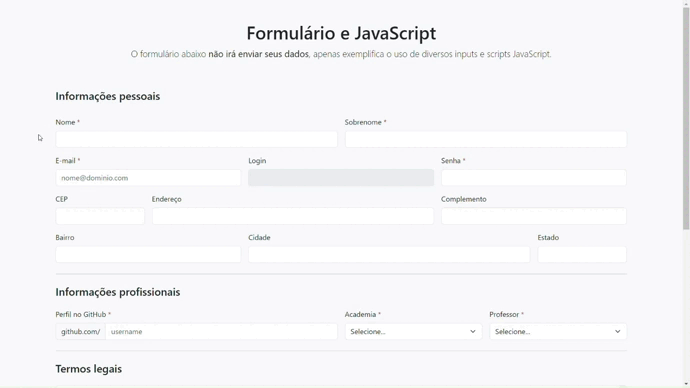 Formulário e JavaScript
O formulário abaixo não irá enviar seus dados, apenas exemplifica o uso de diversos inputs e scripts JavaScript.
Informações pessoais
Nome * Sobrenome *
E-mail * Login Senha *
nome@dominio.com
CEP Endereço Complemento
Bairro Cidade Estado
Informações profissionais
Perfil no GitHub * Academia * Professor *
github.com/ username Selecione... Selecione...
Termos legais